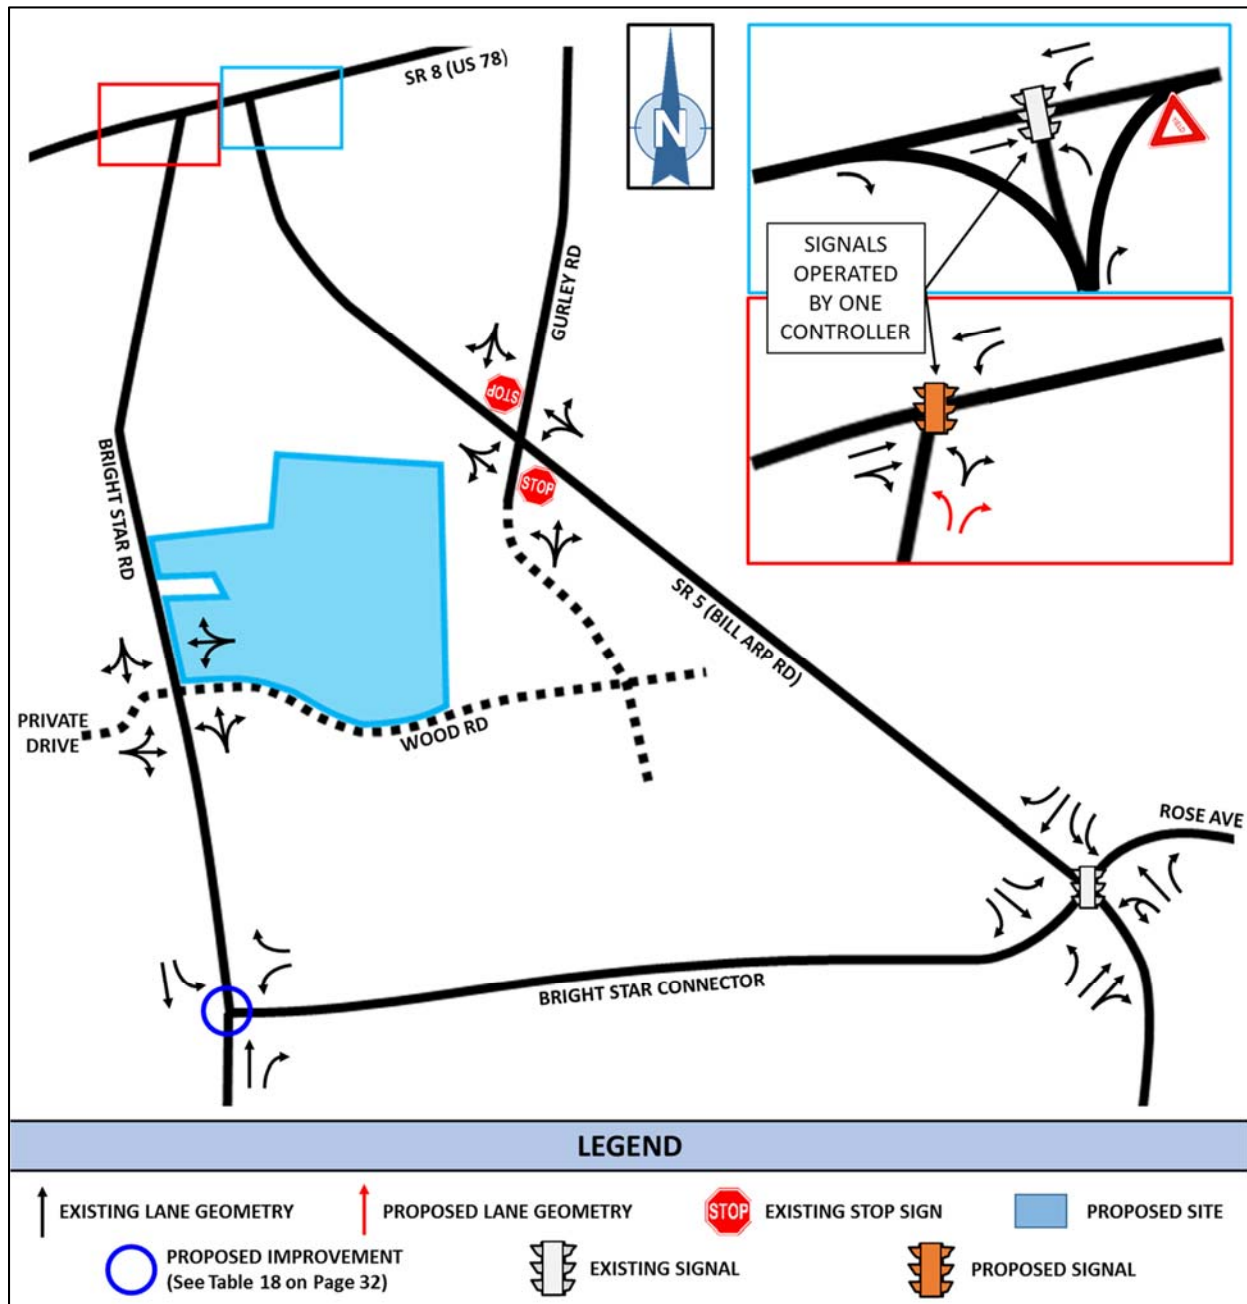 SR 8 (US 78)
N
YIELD
SIGNALS
OPERATED
BY ONE
CONTROLLER
GURLEY RD
STOP
STOP
BRIGHT STAR RD
SR 5 (BILL ARP RD)
PRIVATE
DRIVE
WOOD RD
ROSE AVE
BRIGHT STAR CONNECTOR
LEGEND
EXISTING LANE GEOMETRY
PROPOSED LANE GEOMETRY
STOP
EXISTING STOP SIGN
PROPOSED SITE
PROPOSED IMPROVEMENT
(See Table 18 on Page 32)
EXISTING SIGNAL
PROPOSED SIGNAL